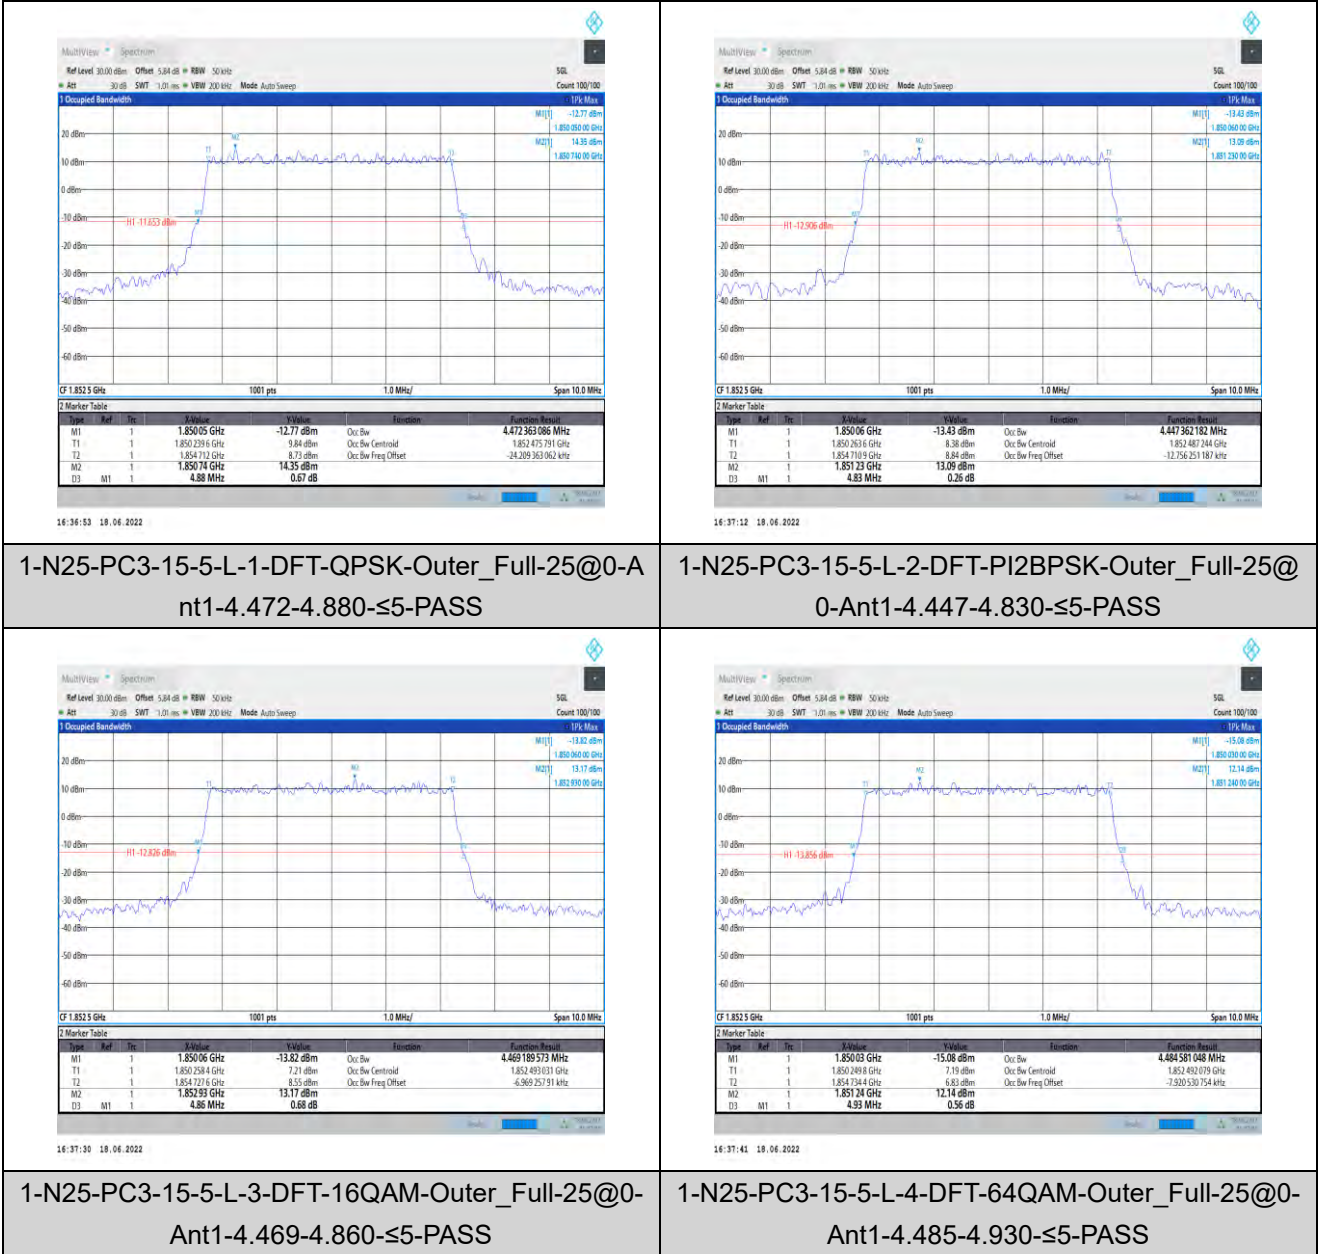 MultiView Spectrum
Ref Level 30.00 dBm Offset 5.84 dB RBW 50 kHz SGL
Att 30 dB SWT 1.01 ms VBW 200 kHz Mode Auto Sweep Count 100/100
1 Occupied Bandwidth 1Pk Max
M1[1] -12.77 dBm
1.850 050 00 GHz
M2[1] 14.35 dBm
1.850 740 00 GHz
20 dBm
10 dBm
0 dBm
-10 dBm
-20 dBm
-30 dBm
-40 dBm
-50 dBm
-60 dBm
T1
M2
T2
M1
H1 -11.653 dBm
CF 1.852 5 GHz 1001 pts 1.0 MHz/ Span 10.0 MHz
2 Marker Table
Type Ref Trc X-Value Y-Value Function Function Result
M1 1 1.85005 GHz -12.77 dBm Occ Bw 4.472 363 086 MHz
T1 1 1.850 239 6 GHz 9.84 dBm Occ Bw Centroid 1.852 475 791 GHz
T2 1 1.854 712 GHz 8.73 dBm Occ Bw Freq Offset -24.209 363 062 kHz
M2 1 1.85074 GHz 14.35 dBm
D3 M1 1 4.88 MHz 0.67 dB
16:36:53 18.06.2022
1-N25-PC3-15-5-L-1-DFT-QPSK-Outer_Full-25@0-A
nt1-4.472-4.880-≤5-PASS
MultiView Spectrum
Ref Level 30.00 dBm Offset 5.84 dB RBW 50 kHz SGL
Att 30 dB SWT 1.01 ms VBW 200 kHz Mode Auto Sweep Count 100/100
1 Occupied Bandwidth 1Pk Max
M1[1] -13.43 dBm
1.850 060 00 GHz
M2[1] 13.09 dBm
1.851 230 00 GHz
20 dBm
10 dBm
0 dBm
-10 dBm
-20 dBm
-30 dBm
-40 dBm
-50 dBm
-60 dBm
T1
M2
T2
H1 -12.906 dBm
CF 1.852 5 GHz 1001 pts 1.0 MHz/ Span 10.0 MHz
2 Marker Table
Type Ref Trc X-Value Y-Value Function Function Result
M1 1 1.85006 GHz -13.43 dBm Occ Bw 4.447 362 182 MHz
T1 1 1.850 263 6 GHz 8.38 dBm Occ Bw Centroid 1.852 487 244 GHz
T2 1 1.854 710 9 GHz 8.84 dBm Occ Bw Freq Offset -12.756 251 187 kHz
M2 1 1.851 23 GHz 13.09 dBm
D3 M1 1 4.83 MHz 0.26 dB
16:37:12 18.06.2022
1-N25-PC3-15-5-L-2-DFT-PI2BPSK-Outer_Full-25@
0-Ant1-4.447-4.830-≤5-PASS
MultiView Spectrum
Ref Level 30.00 dBm Offset 5.84 dB RBW 50 kHz SGL
Att 30 dB SWT 1.01 ms VBW 200 kHz Mode Auto Sweep Count 100/100
1 Occupied Bandwidth 1Pk Max
M1[1] -13.82 dBm
1.850 060 00 GHz
M2[1] 13.17 dBm
1.852 930 00 GHz
20 dBm
10 dBm
0 dBm
-10 dBm
-20 dBm
-30 dBm
-40 dBm
-50 dBm
-60 dBm
T1
M2
T2
H1 -12.826 dBm
CF 1.852 5 GHz 1001 pts 1.0 MHz/ Span 10.0 MHz
2 Marker Table
Type Ref Trc X-Value Y-Value Function Function Result
M1 1 1.85006 GHz -13.82 dBm Occ Bw 4.469 189 573 MHz
T1 1 1.850 258 4 GHz 7.21 dBm Occ Bw Centroid 1.852 493 031 GHz
T2 1 1.854 727 6 GHz 8.55 dBm Occ Bw Freq Offset -6.969 257 91 kHz
M2 1 1.852 93 GHz 13.17 dBm
D3 M1 1 4.86 MHz 0.68 dB
16:37:30 18.06.2022
1-N25-PC3-15-5-L-3-DFT-16QAM-Outer_Full-25@0-
Ant1-4.469-4.860-≤5-PASS
MultiView Spectrum
Ref Level 30.00 dBm Offset 5.84 dB RBW 50 kHz SGL
Att 30 dB SWT 1.01 ms VBW 200 kHz Mode Auto Sweep Count 100/100
1 Occupied Bandwidth 1Pk Max
M1[1] -15.08 dBm
1.850 030 00 GHz
M2[1] 12.14 dBm
1.851 240 00 GHz
20 dBm
10 dBm
0 dBm
-10 dBm
-20 dBm
-30 dBm
-40 dBm
-50 dBm
-60 dBm
T1
M2
T2
H1 -13.856 dBm
CF 1.852 5 GHz 1001 pts 1.0 MHz/ Span 10.0 MHz
2 Marker Table
Type Ref Trc X-Value Y-Value Function Function Result
M1 1 1.85003 GHz -15.08 dBm Occ Bw 4.484 581 048 MHz
T1 1 1.850 249 8 GHz 7.19 dBm Occ Bw Centroid 1.852 492 079 GHz
T2 1 1.854 734 4 GHz 6.83 dBm Occ Bw Freq Offset -7.920 530 754 kHz
M2 1 1.851 24 GHz 12.14 dBm
D3 M1 1 4.93 MHz 0.56 dB
16:37:41 18.06.2022
1-N25-PC3-15-5-L-4-DFT-64QAM-Outer_Full-25@0-
Ant1-4.485-4.930-≤5-PASS